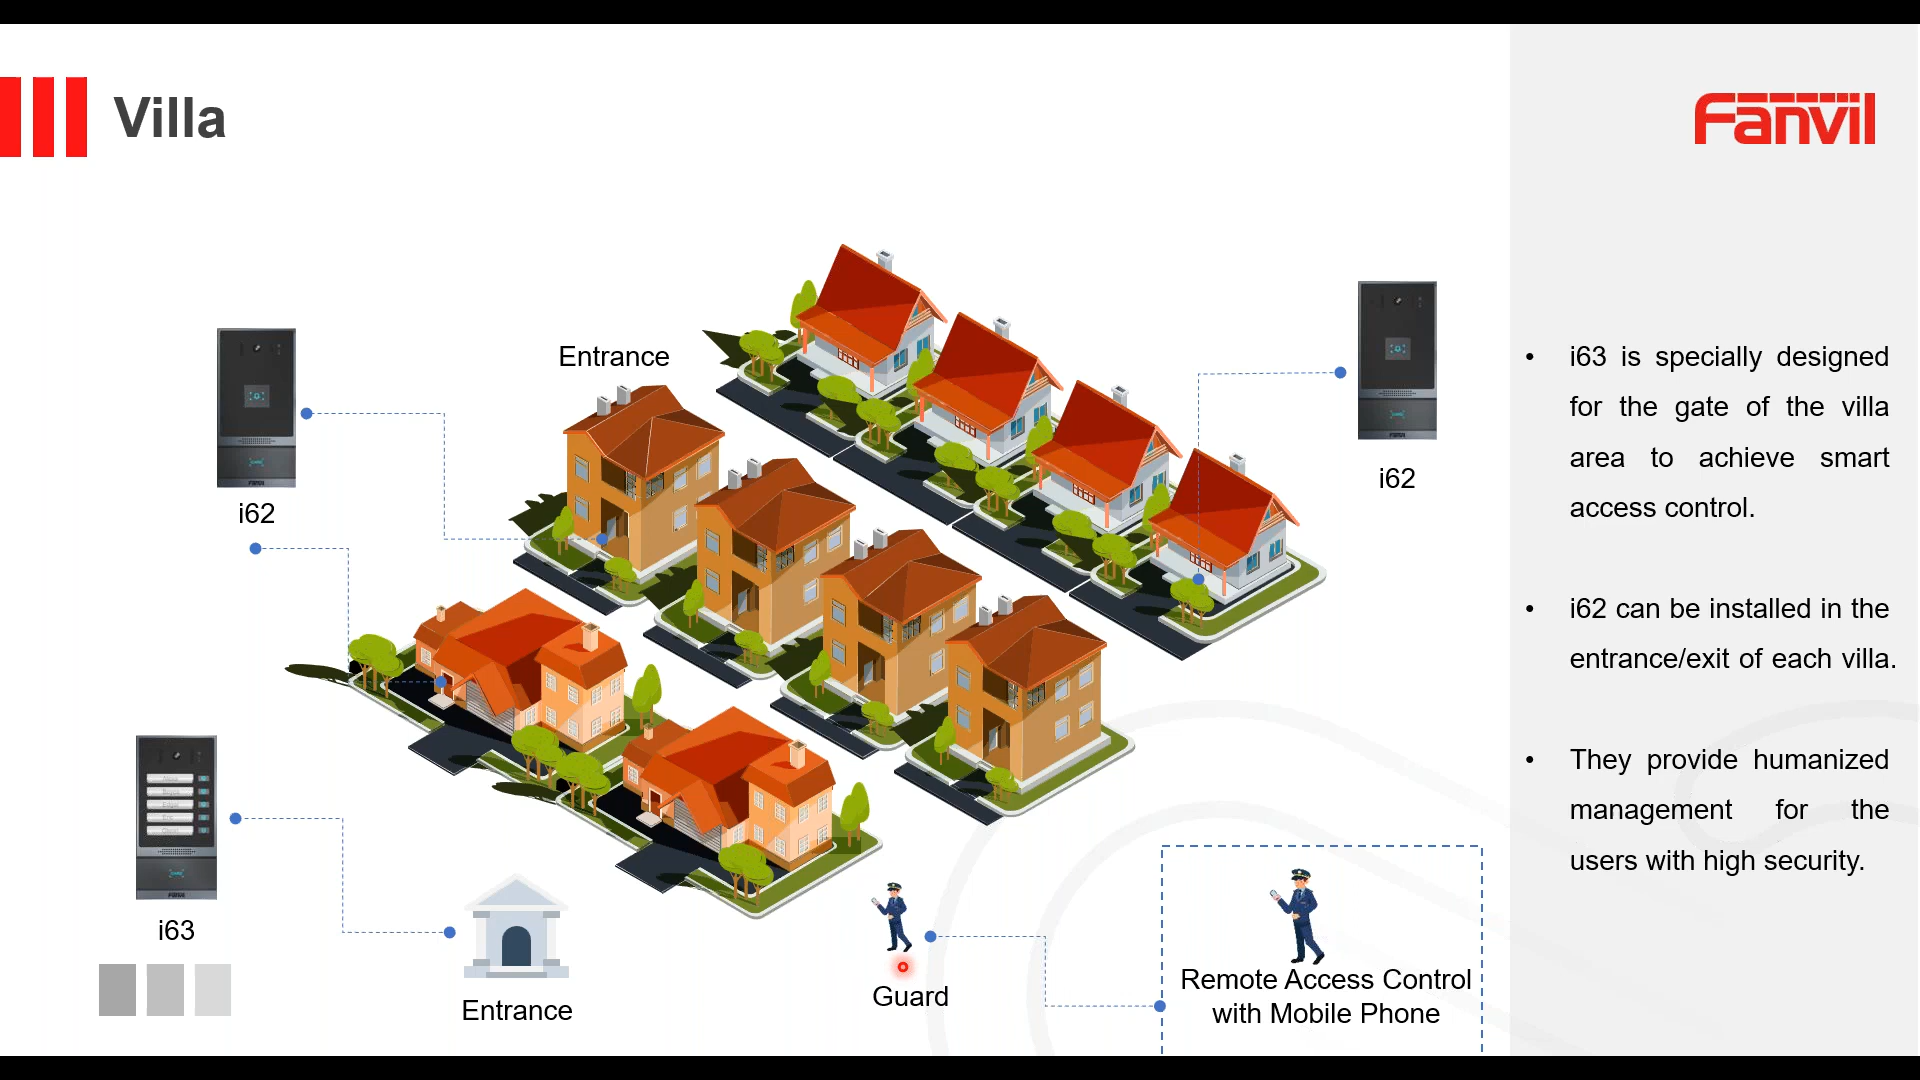 Villa
Fanvil
Entrance
i62
i62
i63
Entrance
Guard
Remote Access Control
with Mobile Phone
• i63 is specially designed
for the gate of the villa
area to achieve smart
access control.
• i62 can be installed in the
entrance/exit of each villa.
• They provide humanized
management for the
users with high security.